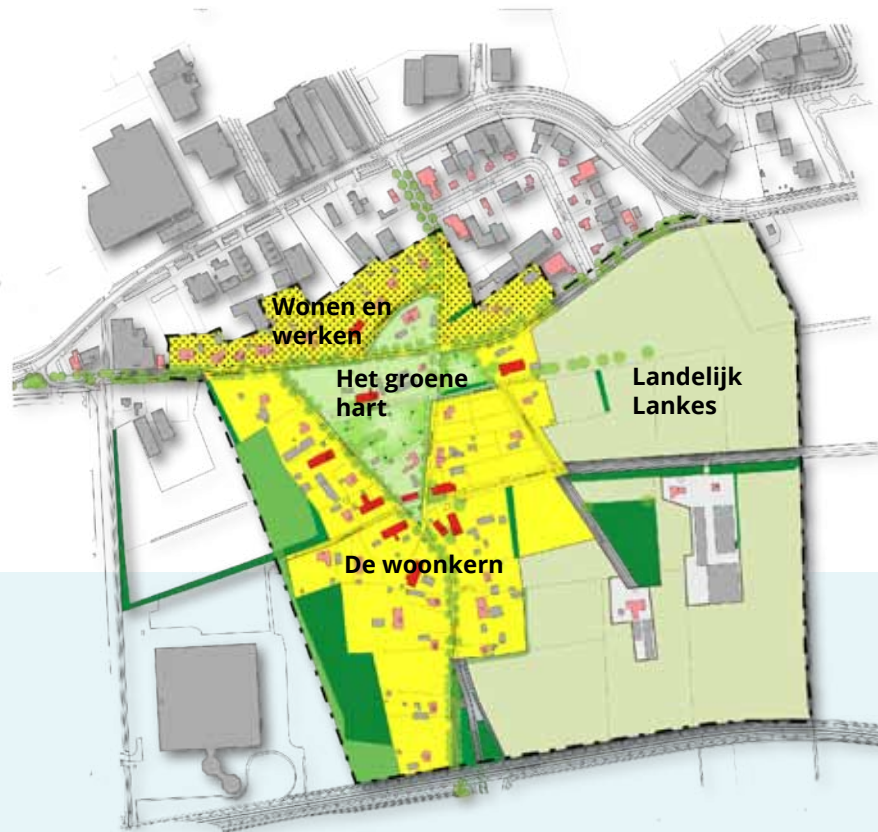 Wonen en
werken
Het groene
hart
Landelijk
Lankes
De woonkern